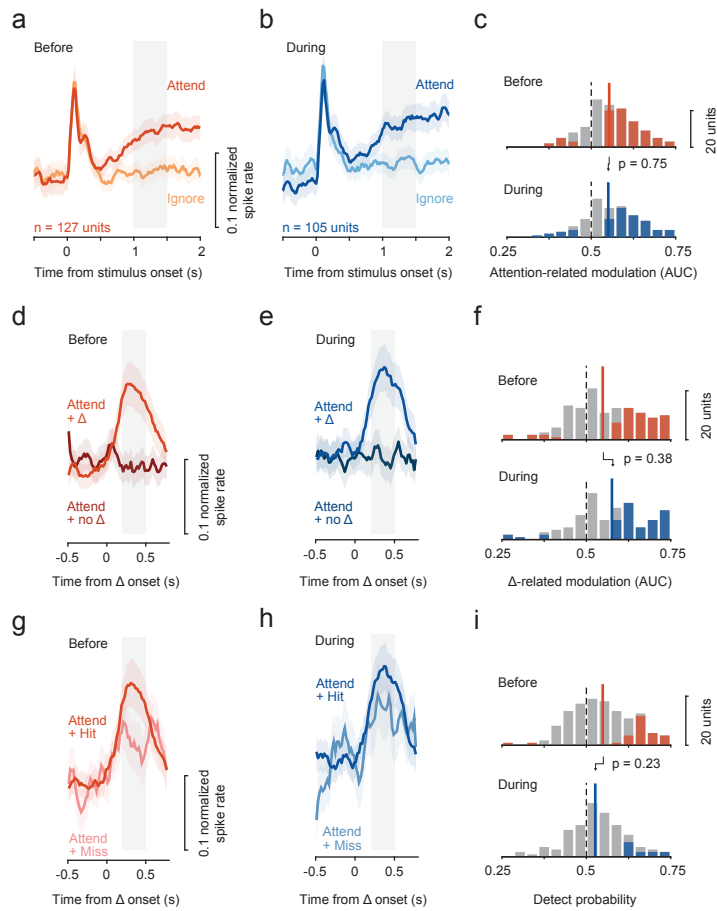 a
Before
Attend
Ignore
n = 127 units
0.1 normalized
spike rate
0
1
2
Time from stimulus onset (s)
b
During
Attend
Ignore
n = 105 units
0
1
2
Time from stimulus onset (s)
c
Before
20 units
p = 0.75
During
0.25
0.5
0.75
Attention-related modulation (AUC)
d
Before
Attend
+ Δ
Attend
+ no Δ
0.1 normalized
spike rate
-0.5
0
0.5
Time from Δ onset (s)
e
During
Attend
+ Δ
Attend
+ no Δ
-0.5
0
0.5
Time from Δ onset (s)
f
Before
20 units
p = 0.38
During
0.25
0.5
0.75
Δ-related modulation (AUC)
g
Before
Attend
+ Hit
Attend
+ Miss
0.1 normalized
spike rate
-0.5
0
0.5
Time from Δ onset (s)
h
During
Attend
+ Hit
Attend
+ Miss
-0.5
0
0.5
Time from Δ onset (s)
i
Before
20 units
p = 0.23
During
0.25
0.5
0.75
Detect probability